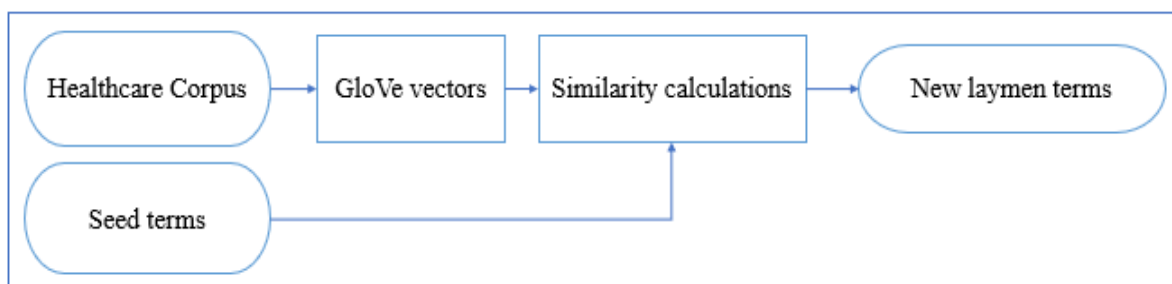 Healthcare Corpus
GloVe vectors
Similarity calculations
New laymen terms
Seed terms